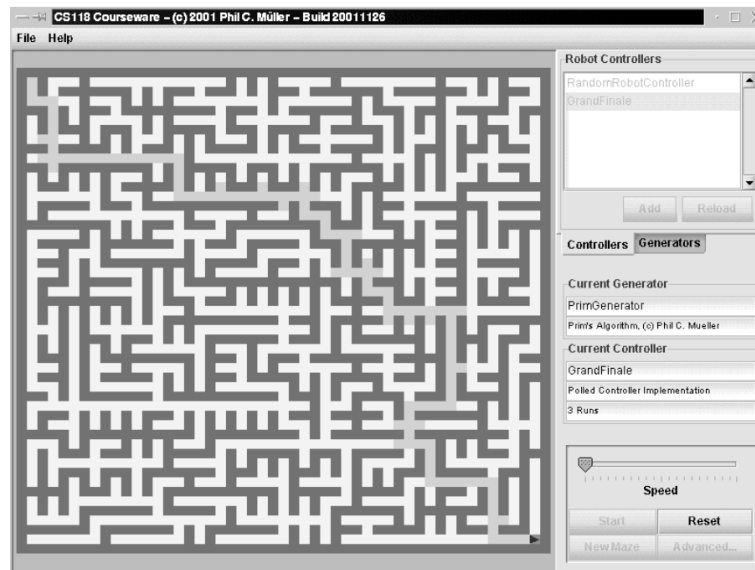 CS118 Courseware – (c) 2001 Phil C. Müller – Build 20011126
File Help
Robot Controllers
RandomRobotController
GrandFinale
Add Reload
Controllers Generators
Current Generator
PrimGenerator
Prim's Algorithm, (c) Phil C. Mueller
Current Controller
GrandFinale
Polled Controller Implementation
3 Runs
Speed
Start Reset
New Maze Advanced...